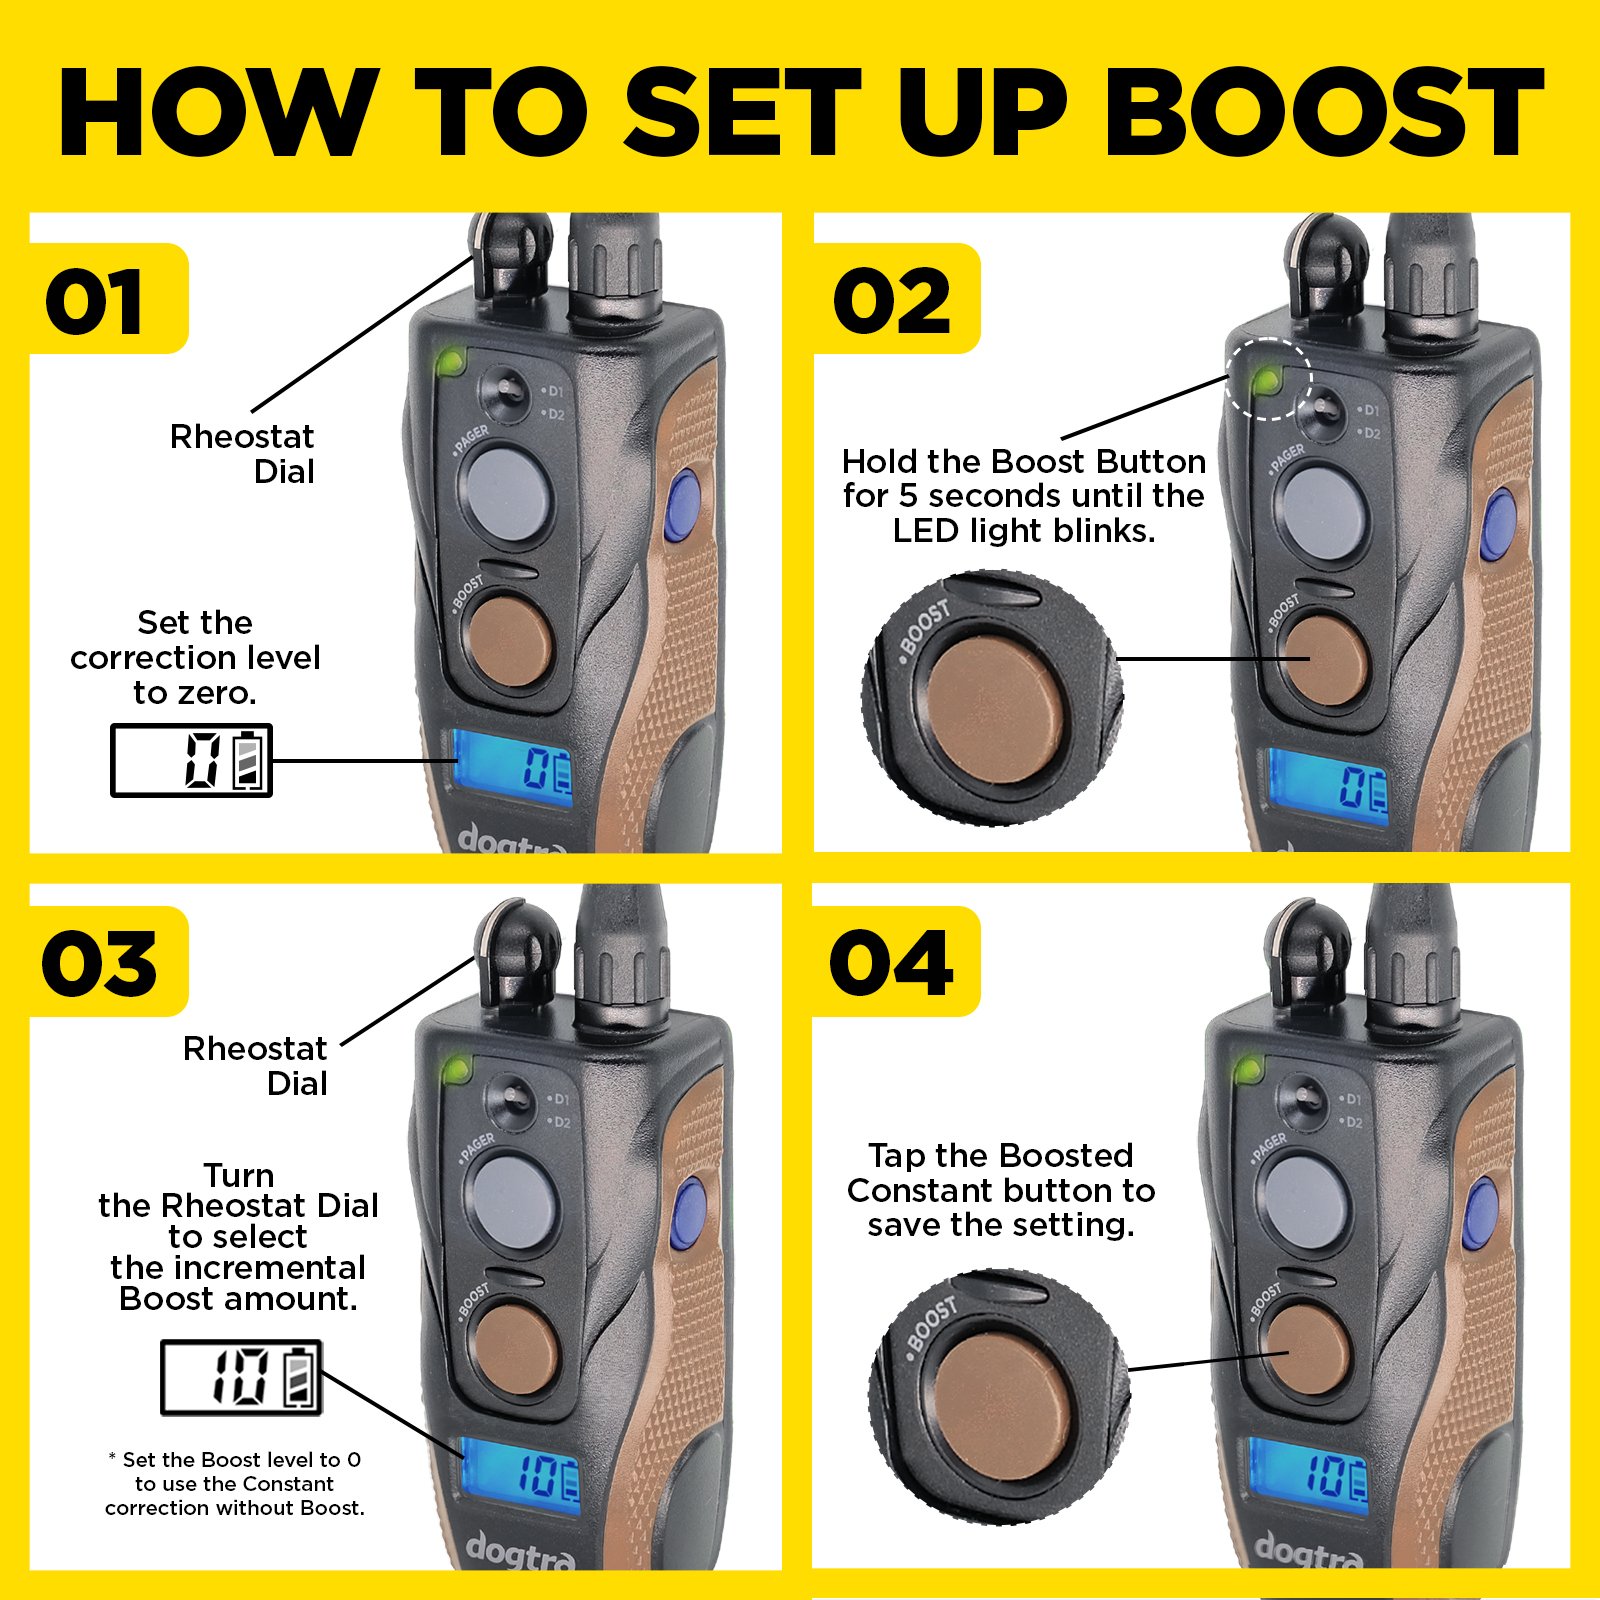 HOW TO SET UP BOOST
01
Rheostat
Dial
Set the
correction level
to zero.
0
•D1
•D2
•PAGER
•BOOST
0
dogtra
02
Hold the Boost Button
for 5 seconds until the
LED light blinks.
•BOOST
•D1
•D2
•PAGER
•BOOST
0
03
Rheostat
Dial
Turn
the Rheostat Dial
to select
the incremental
Boost amount.
10
* Set the Boost level to 0
to use the Constant
correction without Boost.
•D1
•D2
•PAGER
•BOOST
10
dogtra
04
Tap the Boosted
Constant button to
save the setting.
•BOOST
•D1
•D2
•PAGER
•BOOST
10
dogtra